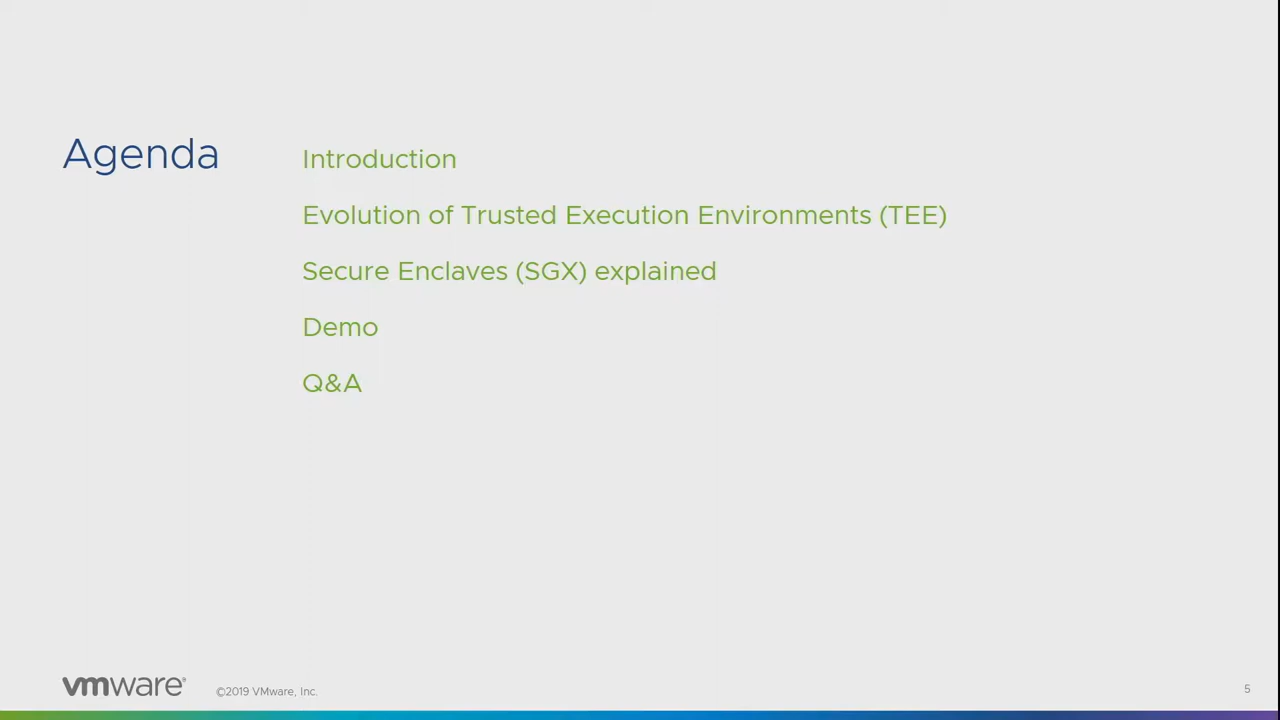 Agenda
Introduction
Evolution of Trusted Execution Environments (TEE)
Secure Enclaves (SGX) explained
Demo
Q&A
vmware®
©2019 VMware, Inc.
5